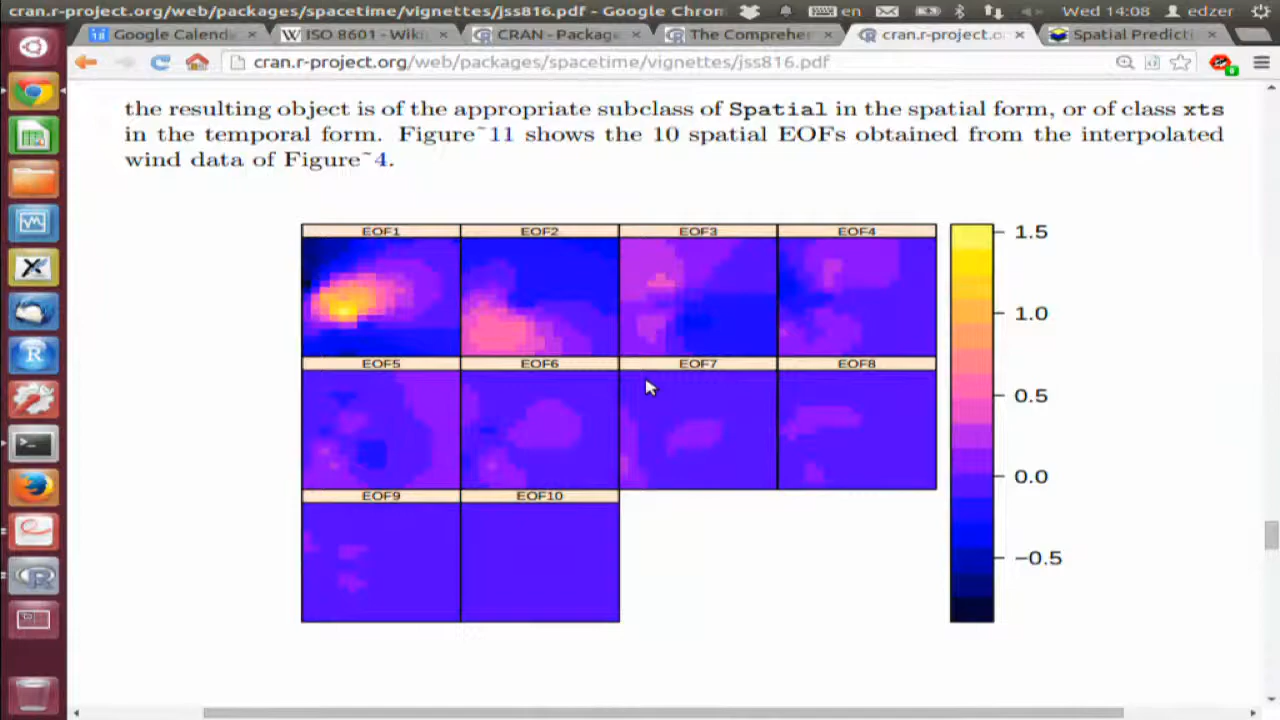 cran.r-project.org/web/packages/spacetime/vignettes/jss816.pdf - Google Chrom
en
Wed 14:08
edzer
Google Calend
ISO 8601 - Wiki
CRAN - Packag
The Comprehe
cran.r-project.o
Spatial Predicti
cran.r-project.org/web/packages/spacetime/vignettes/jss816.pdf
the resulting object is of the appropriate subclass of Spatial in the spatial form, or of class xts
in the temporal form. Figure~11 shows the 10 spatial EOFs obtained from the interpolated
wind data of Figure~4.
EOF1 EOF2 EOF3 EOF4
EOF5 EOF6 EOF7 EOF8
EOF9 EOF10
1.5
1.0
0.5
0.0
−0.5